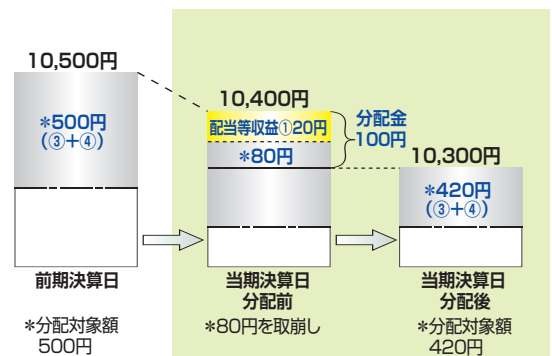 10,500円
*500円
(③+④)
10,400円
配当等収益①20円
*80円
分配金
100円
10,300円
*420円
(③+④)
前期決算日
当期決算日
分配前
当期決算日
分配後
*分配対象額
500円
*80円を取崩し
*分配対象額
420円